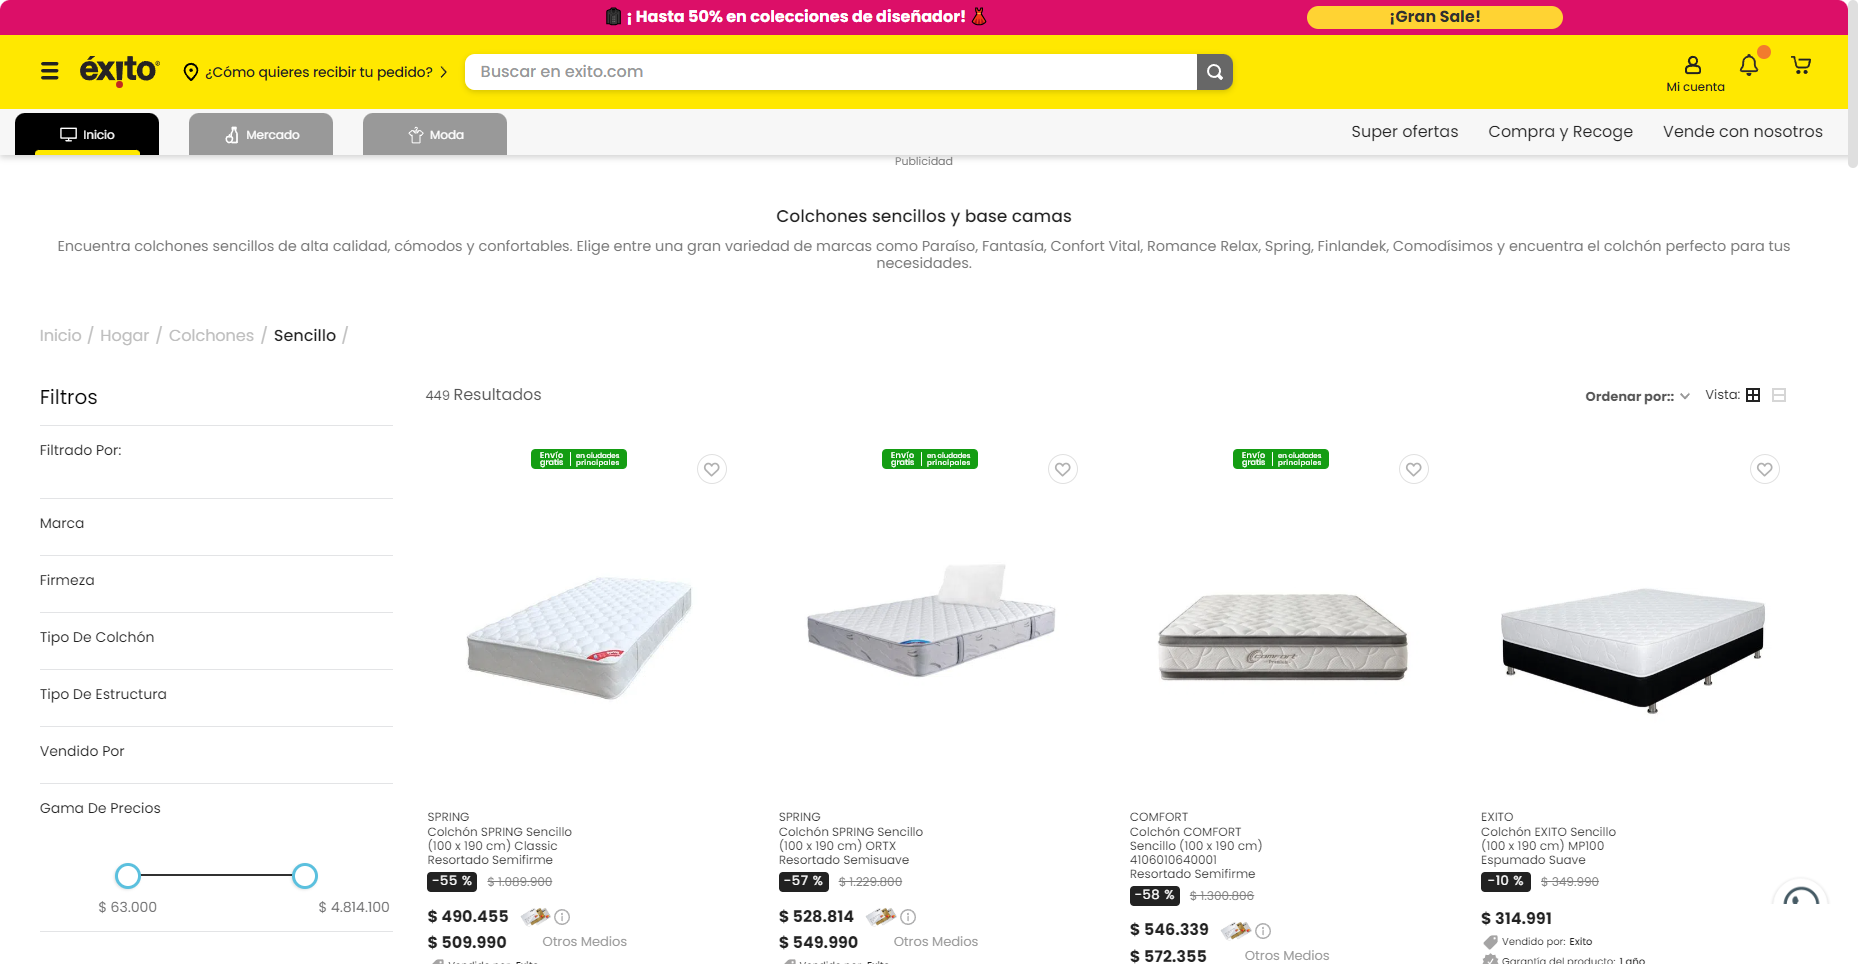 ¡ Hasta 50% en colecciones de diseñador!
¡Gran Sale!
éxito
¿Cómo quieres recibir tu pedido?
Buscar en exito.com
Mi cuenta
Inicio
Mercado
Moda
Super ofertas
Compra y Recoge
Vende con nosotros
Publicidad
Colchones sencillos y base camas
Encuentra colchones sencillos de alta calidad, cómodos y confortables. Elige entre una gran variedad de marcas como Paraíso, Fantasía, Confort Vital, Romance Relax, Spring, Finlandek, Comodísimos y encuentra el colchón perfecto para tus
necesidades.
Inicio / Hogar / Colchones / Sencillo /
Filtros
Filtrado Por:
Marca
Firmeza
Tipo De Colchón
Tipo De Estructura
Vendido Por
Gama De Precios
$ 63.000
$ 4.814.100
449 Resultados
Ordenar por::
Vista:
Envío gratis | en ciudades principales
SPRING
Colchón SPRING Sencillo
(100 x 190 cm) Classic
Resortado Semifirme
-55 % $ 1.089.900
$ 490.455
$ 509.990 Otros Medios
Vendido por: Exito
Envío gratis | en ciudades principales
SPRING
Colchón SPRING Sencillo
(100 x 190 cm) ORTX
Resortado Semisuave
-57 % $ 1.229.800
$ 528.814
$ 549.990 Otros Medios
Vendido por: Exito
Envío gratis | en ciudades principales
Comfort
COMFORT
Colchón COMFORT
Sencillo (100 x 190 cm)
4106010640001
Resortado Semifirme
-58 % $ 1.300.806
$ 546.339
$ 572.355 Otros Medios
EXITO
Colchón EXITO Sencillo
(100 x 190 cm) MP100
Espumado Suave
-10 % $ 349.990
$ 314.991
Vendido por: Exito
Garantía del producto: 1 año